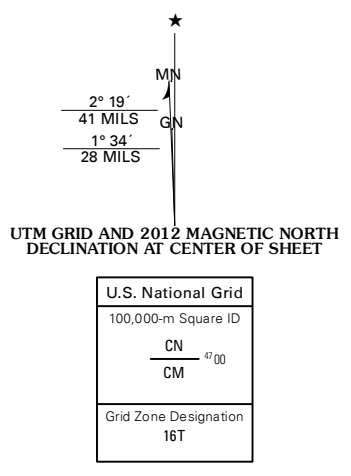 ★
MN
2° 19´
41 MILS
GN
1° 34´
28 MILS
UTM GRID AND 2012 MAGNETIC NORTH
DECLINATION AT CENTER OF SHEET
U.S. National Grid
100,000-m Square ID
CN
4700
CM
Grid Zone Designation
16T